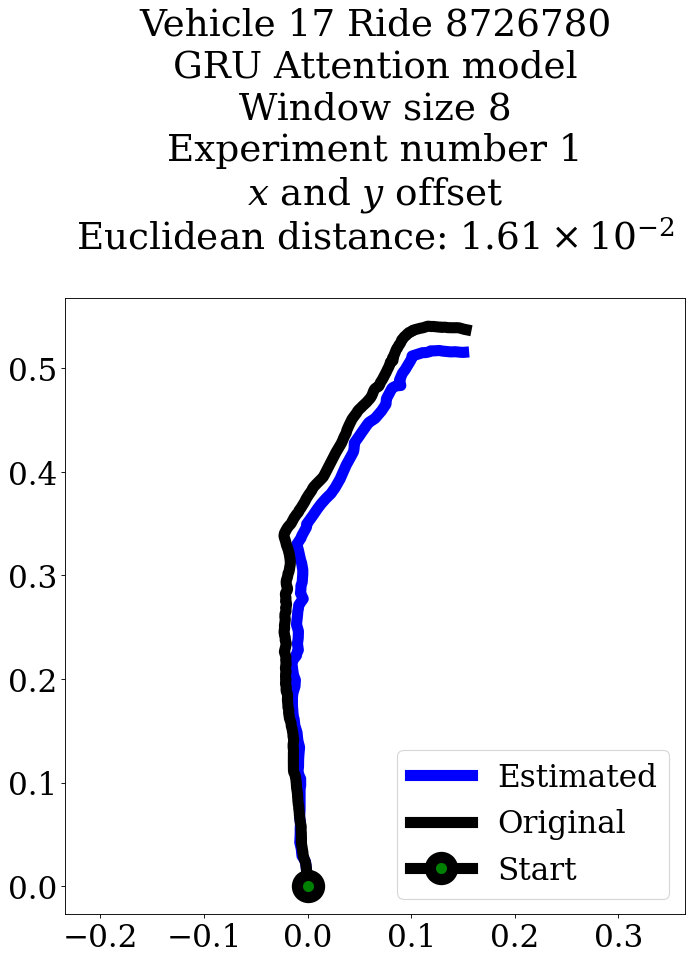 Vehicle 17 Ride 8726780
GRU Attention model
Window size 8
Experiment number 1
x and y offset
Euclidean distance: 1.61 × 10⁻²
0.5
0.4
0.3
0.2
0.1
0.0
Estimated
Original
Start
−0.2 −0.1 0.0 0.1 0.2 0.3